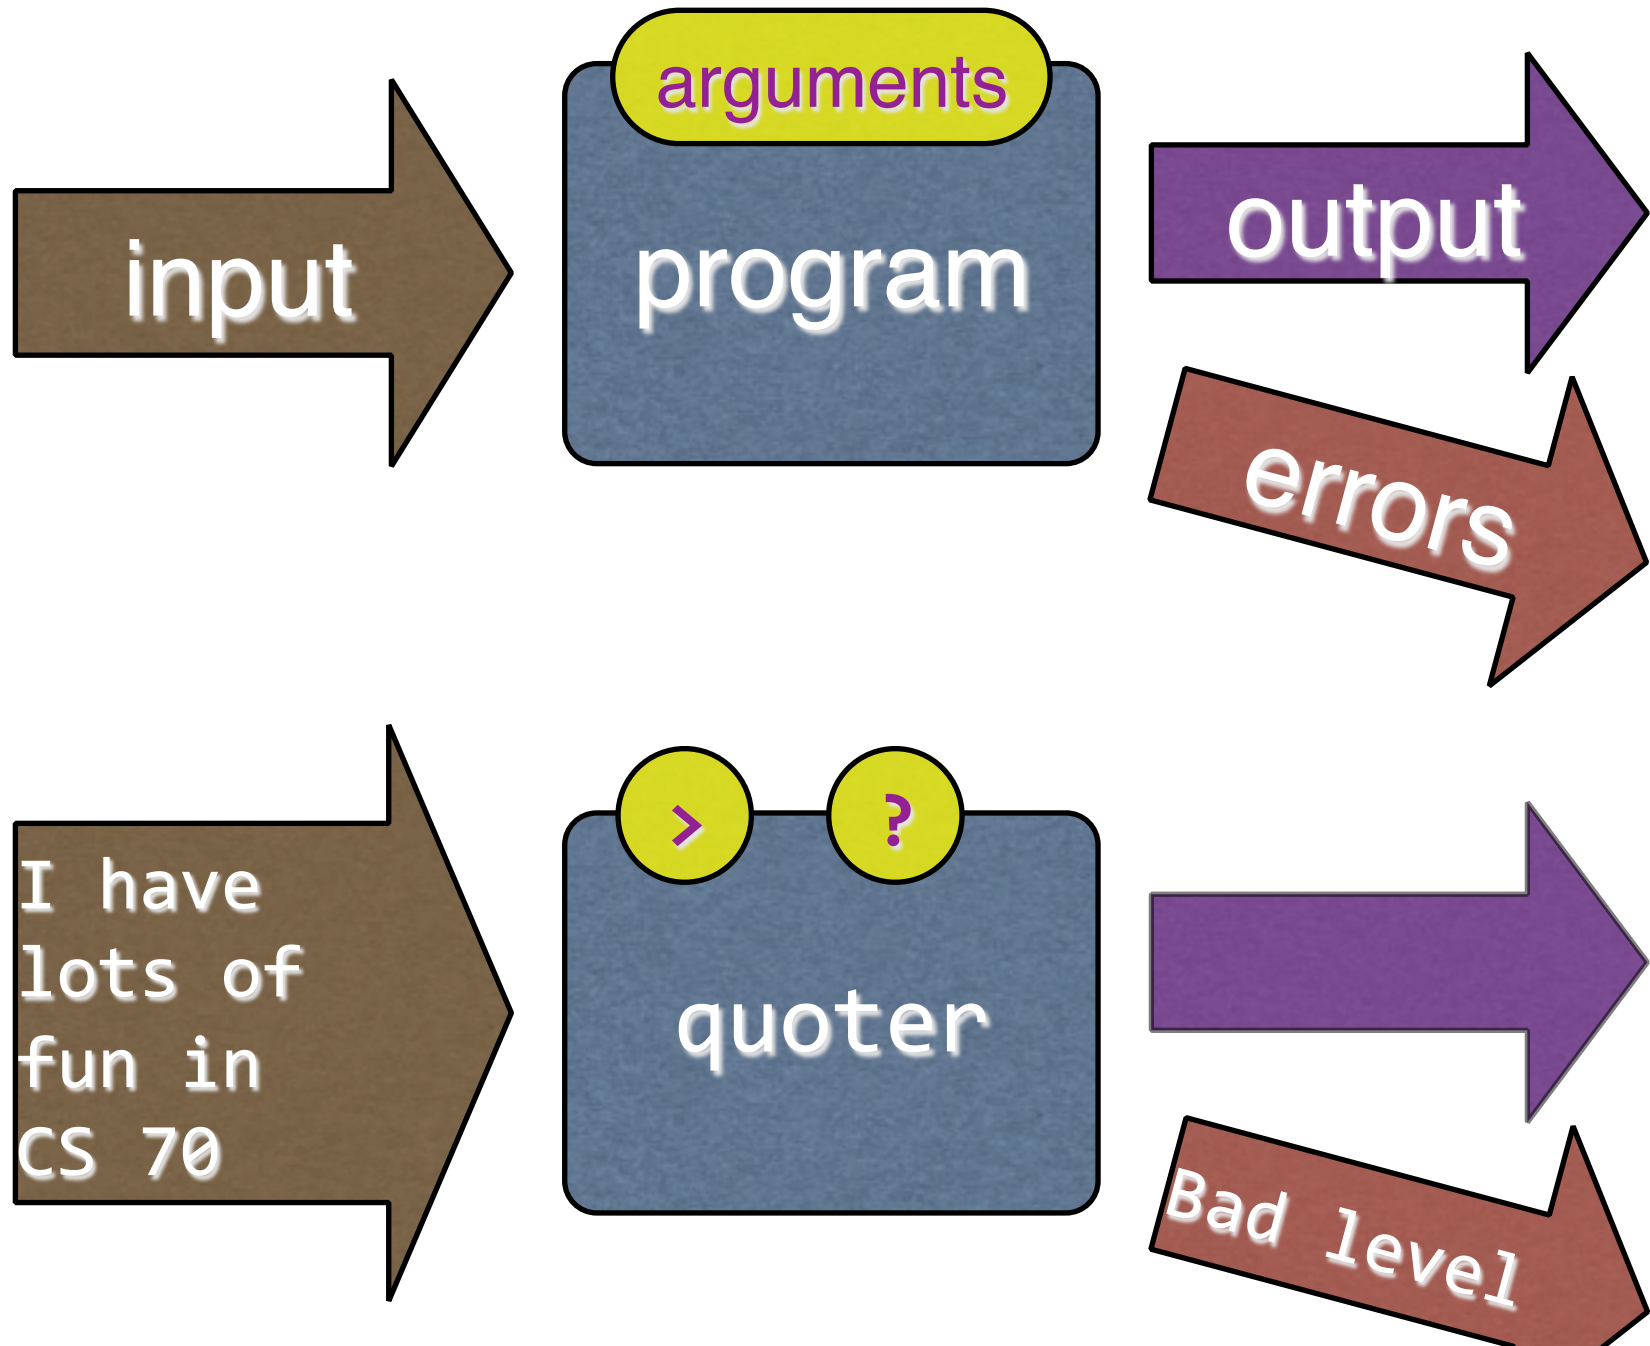 arguments
input
program
output
errors
> ?
I have
lots of
fun in
CS 70
quoter
Bad level